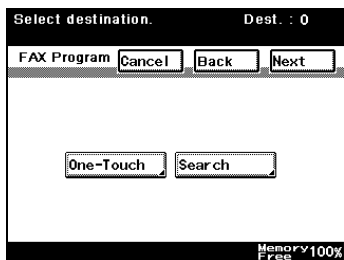 Select destination. Dest. : 0
FAX Program Cancel Back Next
One-Touch Search
Memory Free 100%